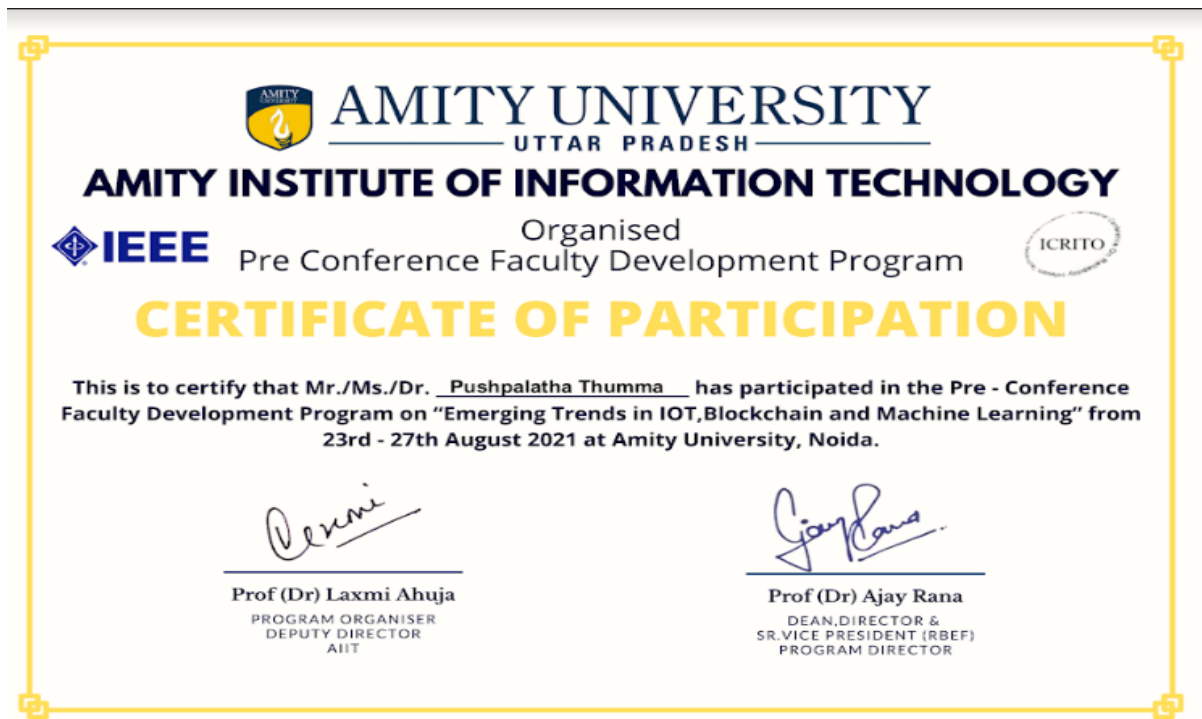 AMITY
UNIVERSITY
AMITY UNIVERSITY
UTTAR PRADESH
AMITY INSTITUTE OF INFORMATION TECHNOLOGY
IEEE
Organised
Pre Conference Faculty Development Program
ICRITO
CERTIFICATE OF PARTICIPATION
This is to certify that Mr./Ms./Dr. Pushpalatha Thumma has participated in the Pre - Conference
Faculty Development Program on “Emerging Trends in IOT,Blockchain and Machine Learning” from
23rd - 27th August 2021 at Amity University, Noida.
Ajay Rana
Prof (Dr) Laxmi Ahuja
PROGRAM ORGANISER
DEPUTY DIRECTOR
AIIT
Prof (Dr) Ajay Rana
DEAN,DIRECTOR &
SR.VICE PRESIDENT (RBEF)
PROGRAM DIRECTOR